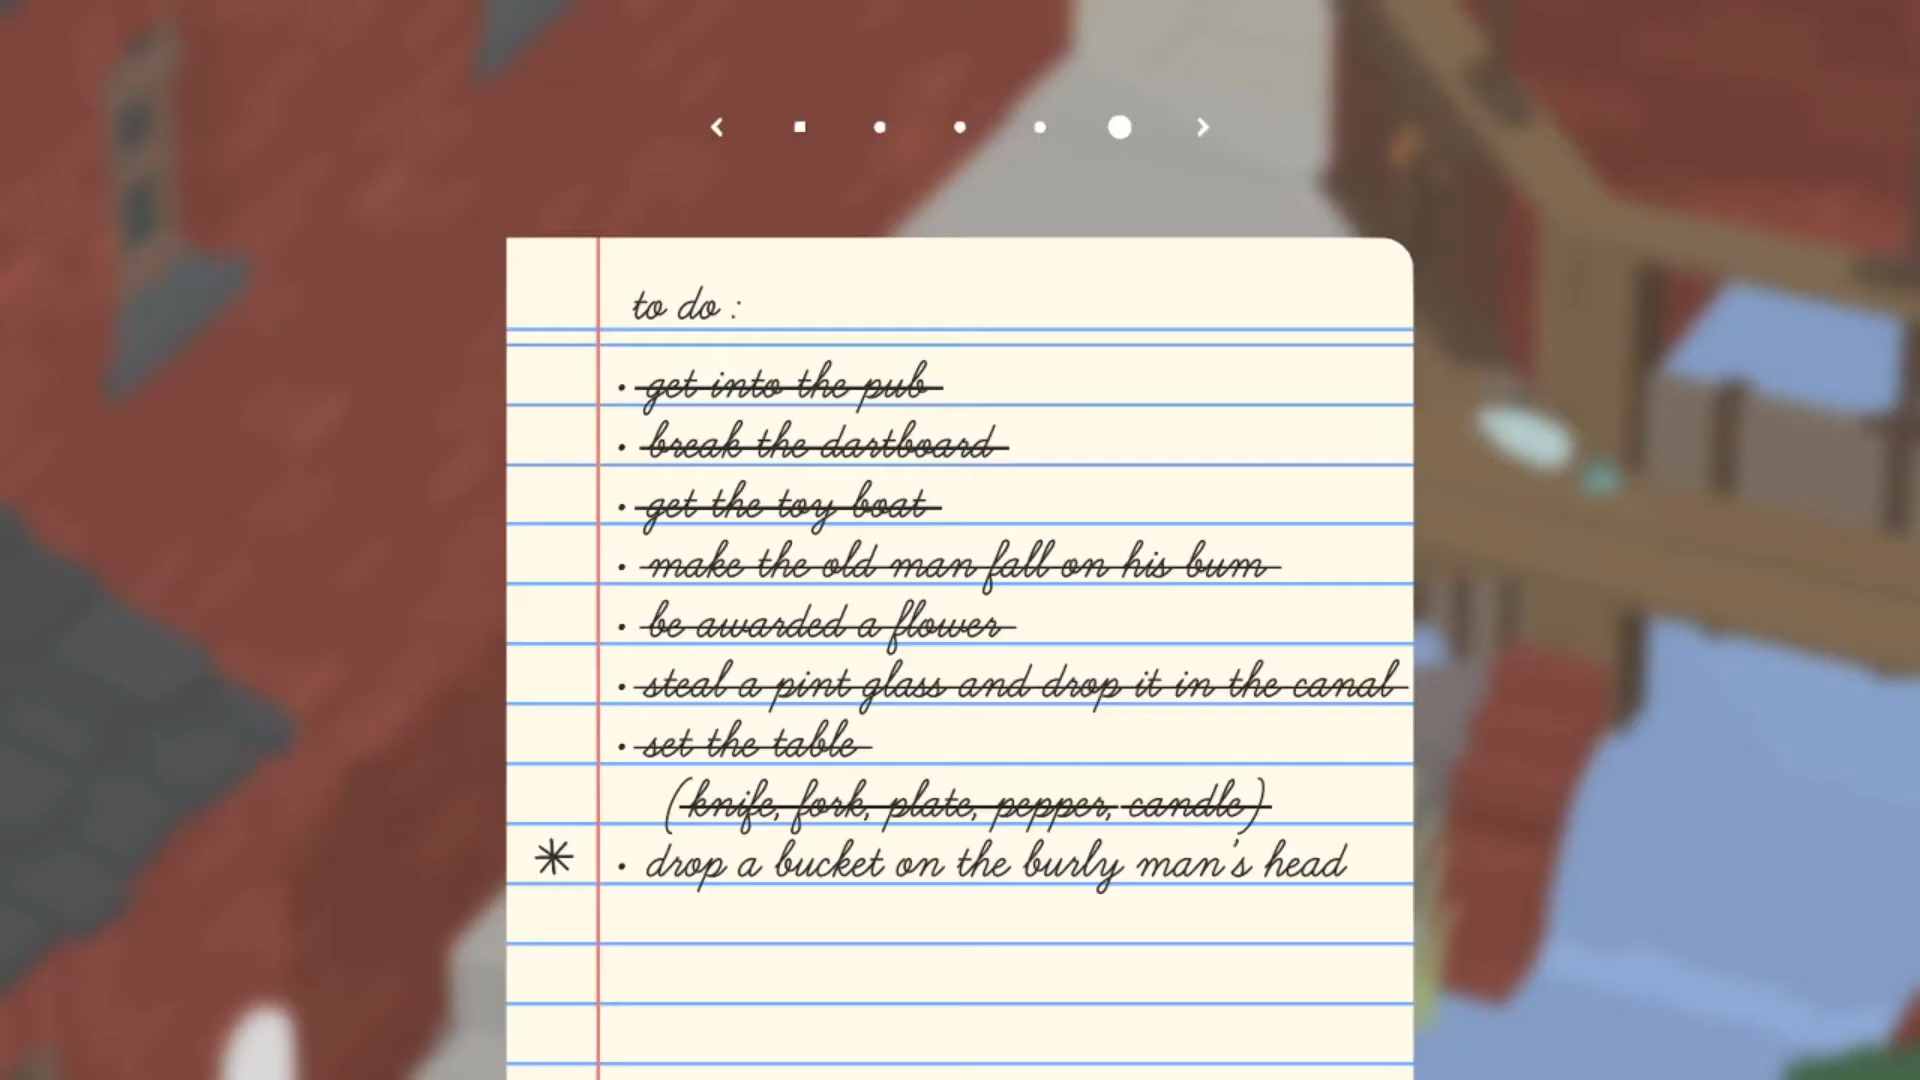 to do :
• get into the pub
• break the dartboard
• get the toy boat
• make the old man fall on his bum
• be awarded a flower
• steal a pint glass and drop it in the canal
• set the table
(knife, fork, plate, pepper, candle)
• drop a bucket on the burly man's head